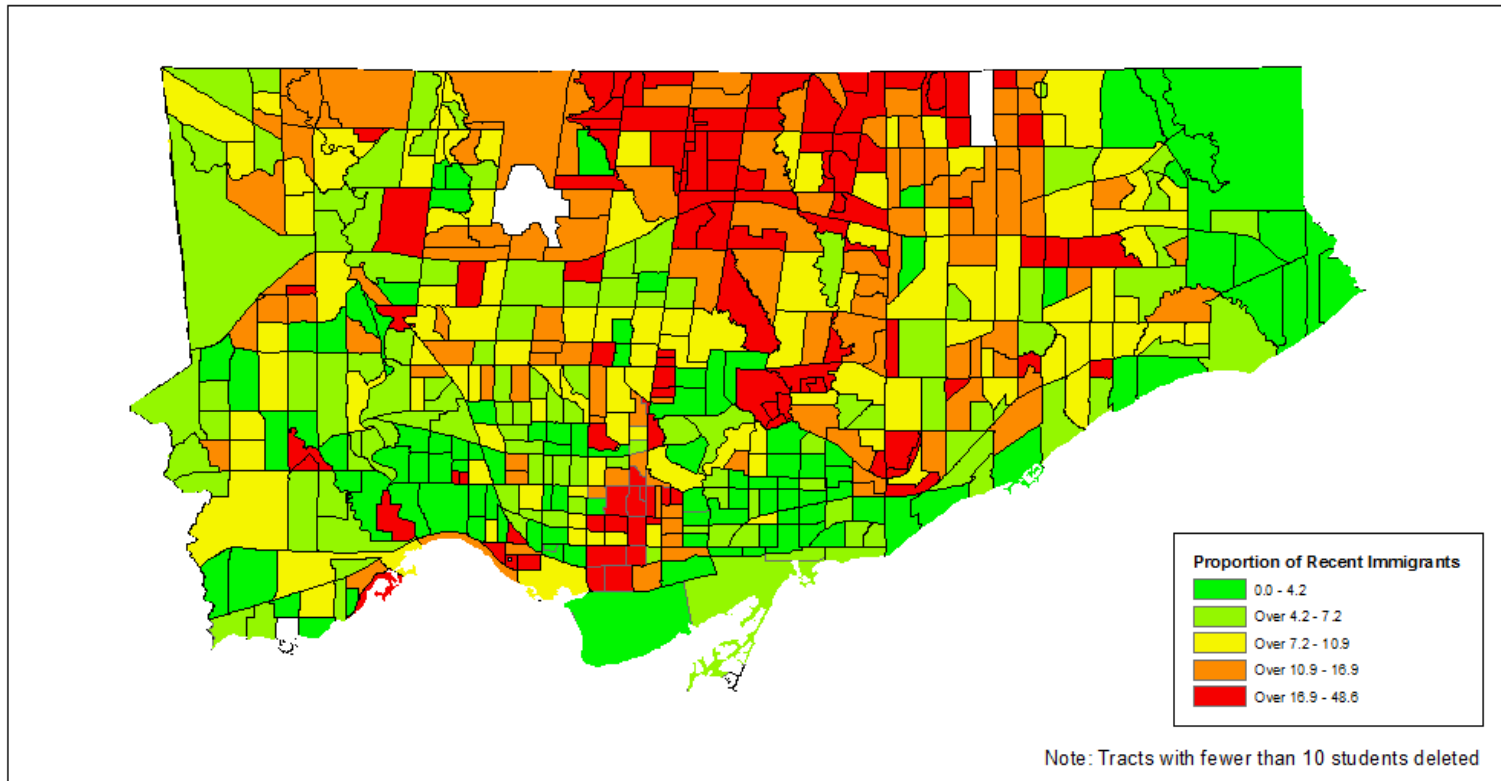 Proportion of Recent Immigrants
0.0 - 4.2
Over 4.2 - 7.2
Over 7.2 - 10.9
Over 10.9 - 16.9
Over 16.9 - 48.6
Note: Tracts with fewer than 10 students deleted